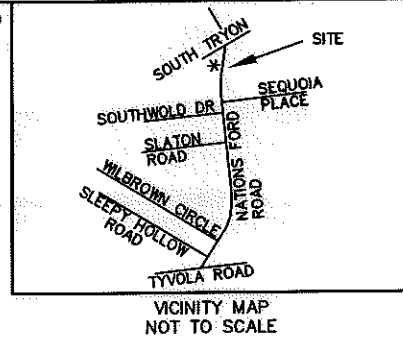 SOUTH TRYON
*
SITE
SEQUOIA
PLACE
SOUTHWOLD DR
SLATON
ROAD
NATIONS FORD
ROAD
WILBROWN CIRCLE
SLEEPY HOLLOW
ROAD
TYVOLA ROAD
VICINITY MAP
NOT TO SCALE